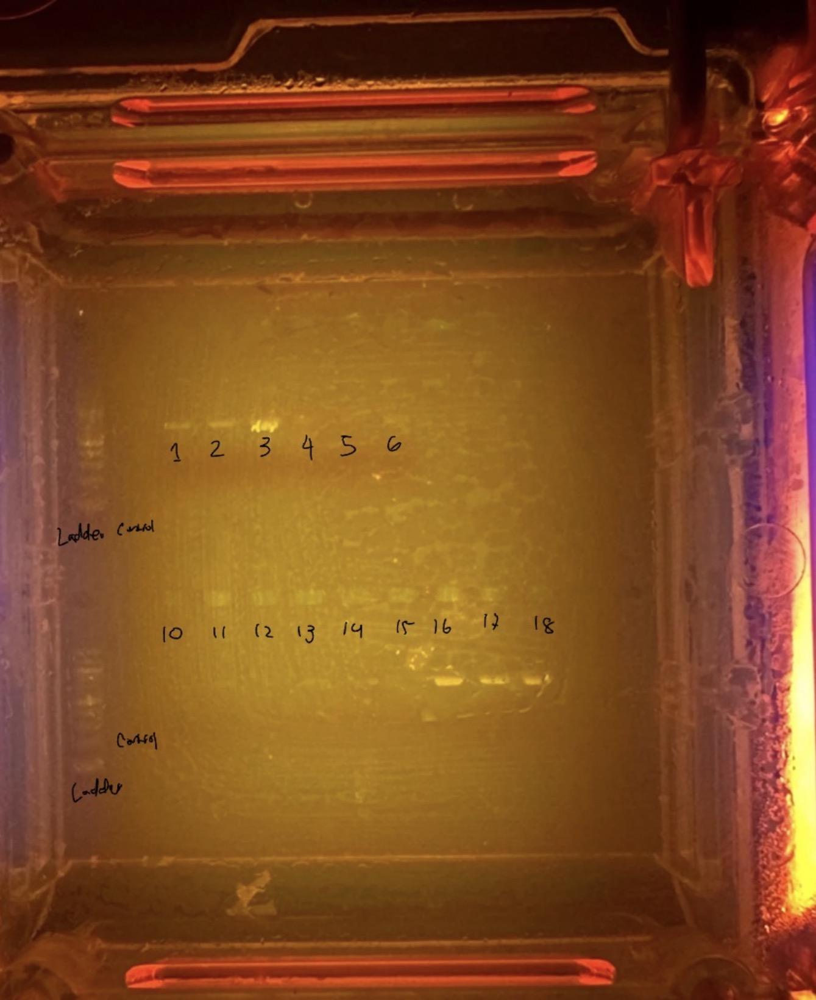 1 2 3 4 5 6
Ladder Control
10 11 12 13 14 15 16 17 18
Control
Ladder